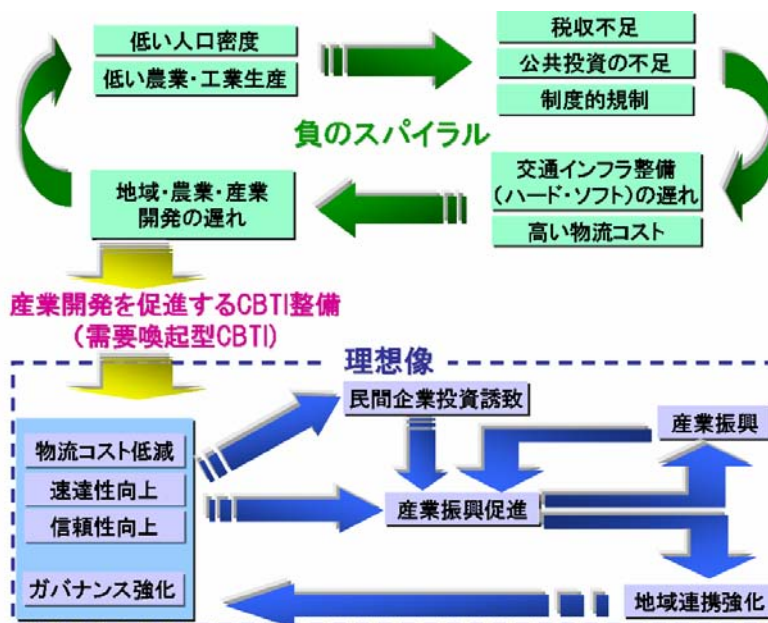 低い人口密度
低い農業・工業生産
税収不足
公共投資の不足
制度的規制
負のスパイラル
地域・農業・産業
開発の遅れ
交通インフラ整備
（ハード・ソフト）の遅れ
高い物流コスト
産業開発を促進するCBTI整備
（需要喚起型CBTI）
理想像
民間企業投資誘致
産業振興
物流コスト低減
速達性向上
信頼性向上
産業振興促進
ガバナンス強化
地域連携強化